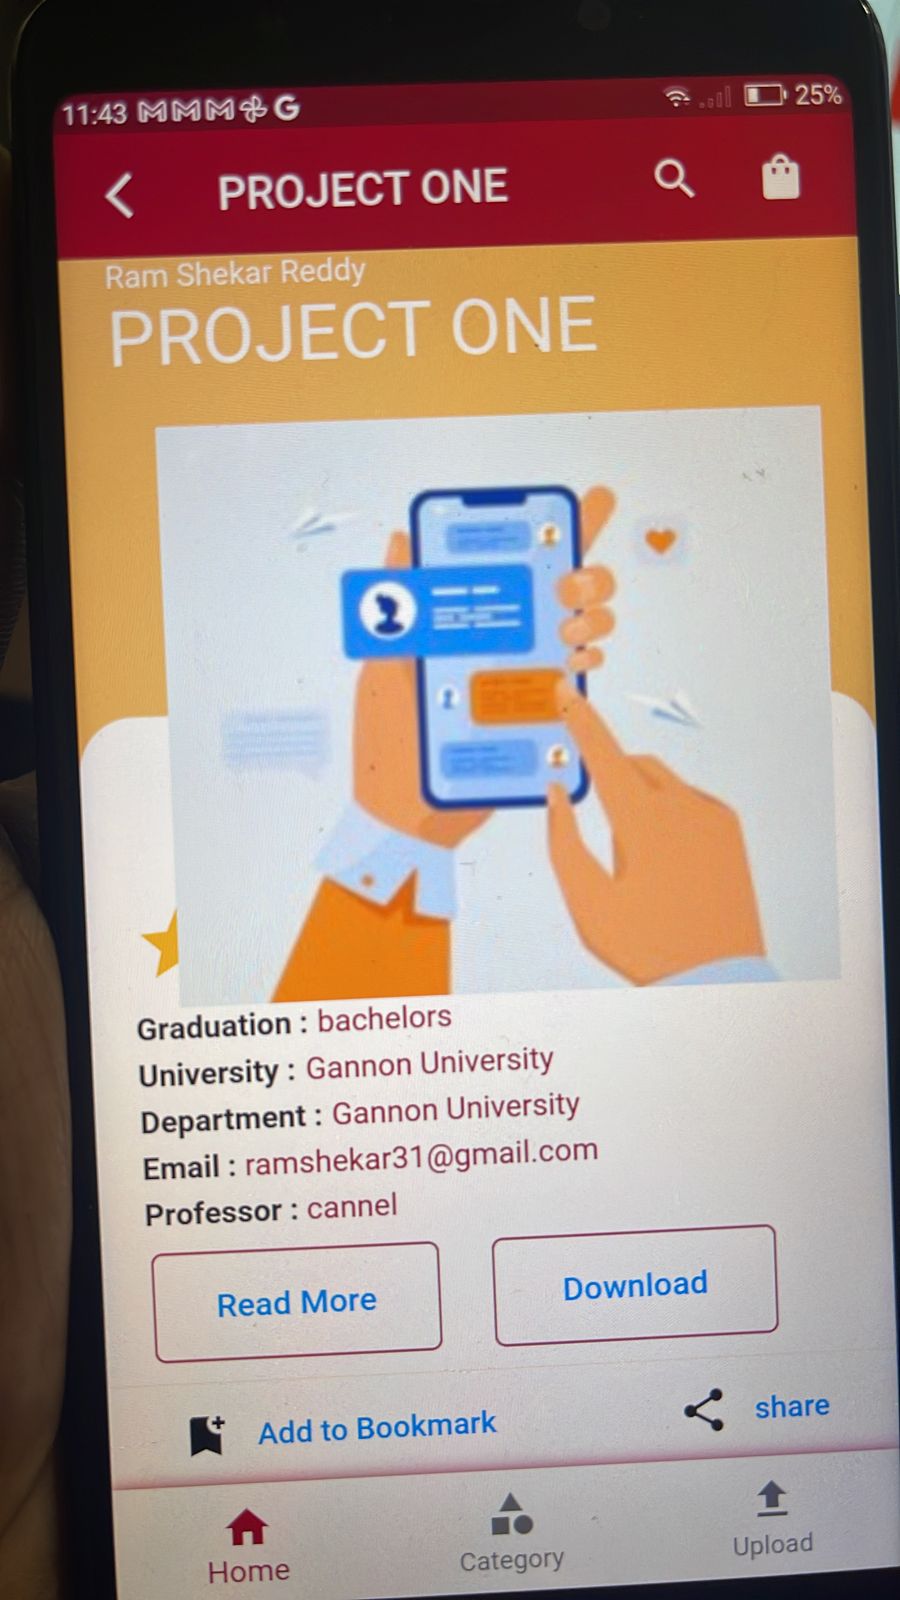 11:43 25%
PROJECT ONE
Ram Shekar Reddy
PROJECT ONE
Graduation : bachelors
University : Gannon University
Department : Gannon University
Email : ramshekar31@gmail.com
Professor : cannel
Read More Download
Add to Bookmark share
Home Category Upload